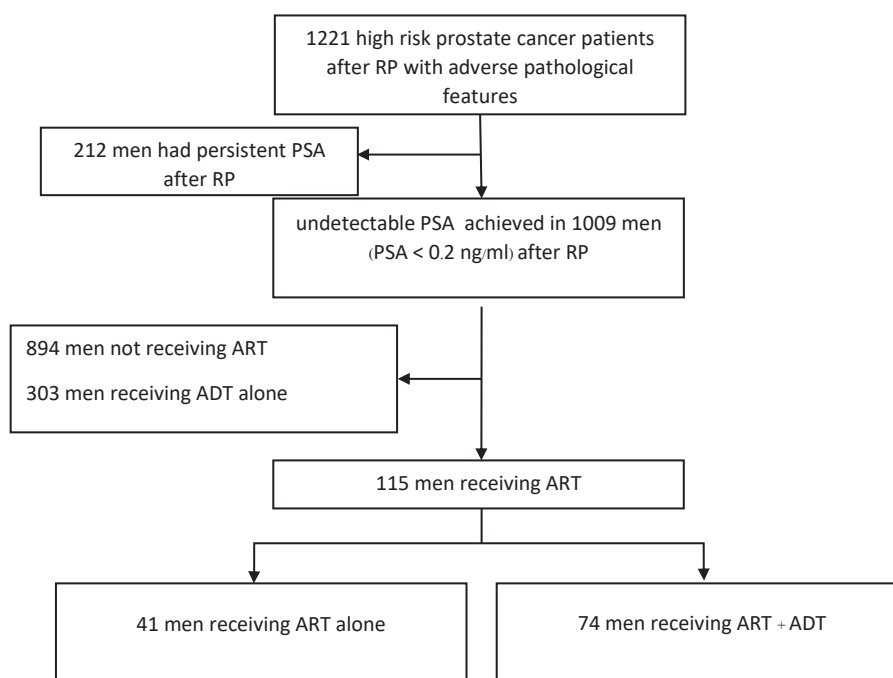 1221 high risk prostate cancer patients
after RP with adverse pathological
features
212 men had persistent PSA
after RP
undetectable PSA achieved in 1009 men
(PSA < 0.2 ng/ml) after RP
894 men not receiving ART
303 men receiving ADT alone
115 men receiving ART
41 men receiving ART alone
74 men receiving ART + ADT